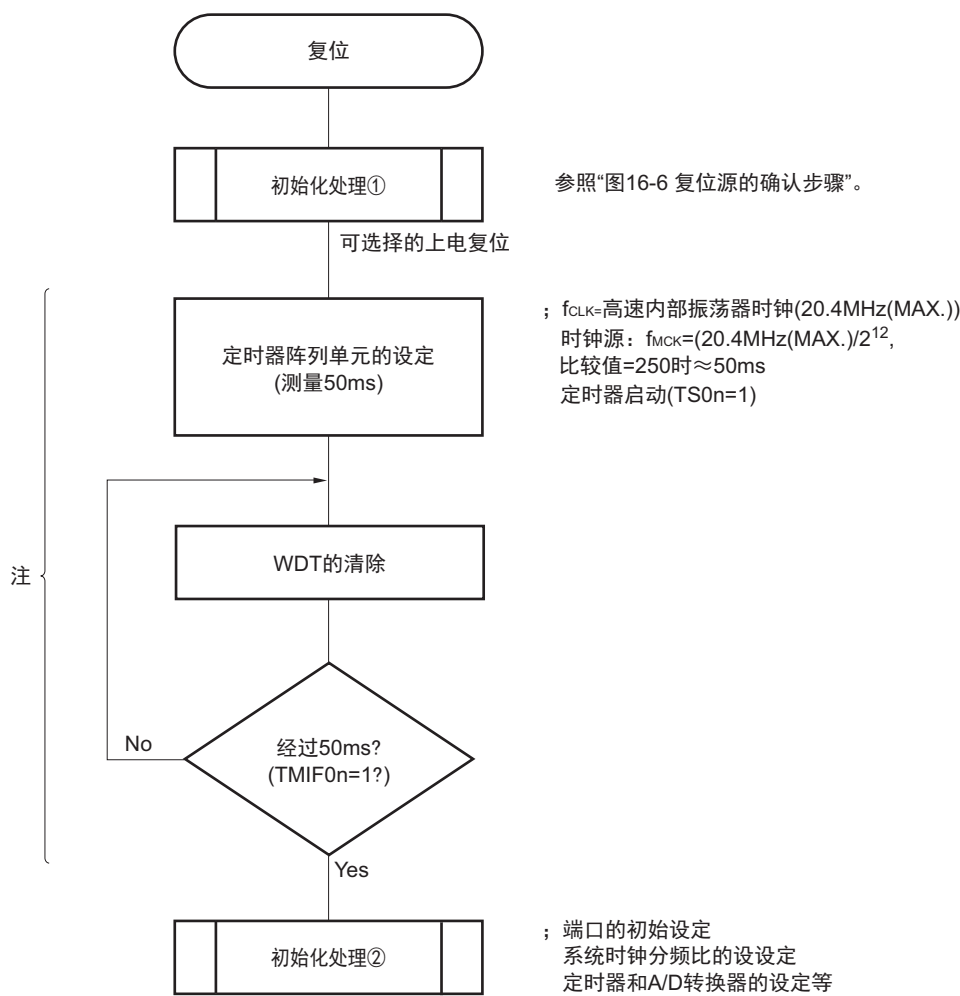 复位
初始化处理①
参照“图16-6 复位源的确认步骤”。
可选择的上电复位
定时器阵列单元的设定
(测量50ms)
；fCLK=高速内部振荡器时钟(20.4MHz(MAX.))
时钟源：fMCK=(20.4MHz(MAX.)/2¹²,
比较值=250时≈50ms
定时器启动(TS0n=1)
注
WDT的清除
No
经过50ms?
(TMIF0n=1?)
Yes
初始化处理②
；端口的初始设定
系统时钟分频比的设设定
定时器和A/D转换器的设定等